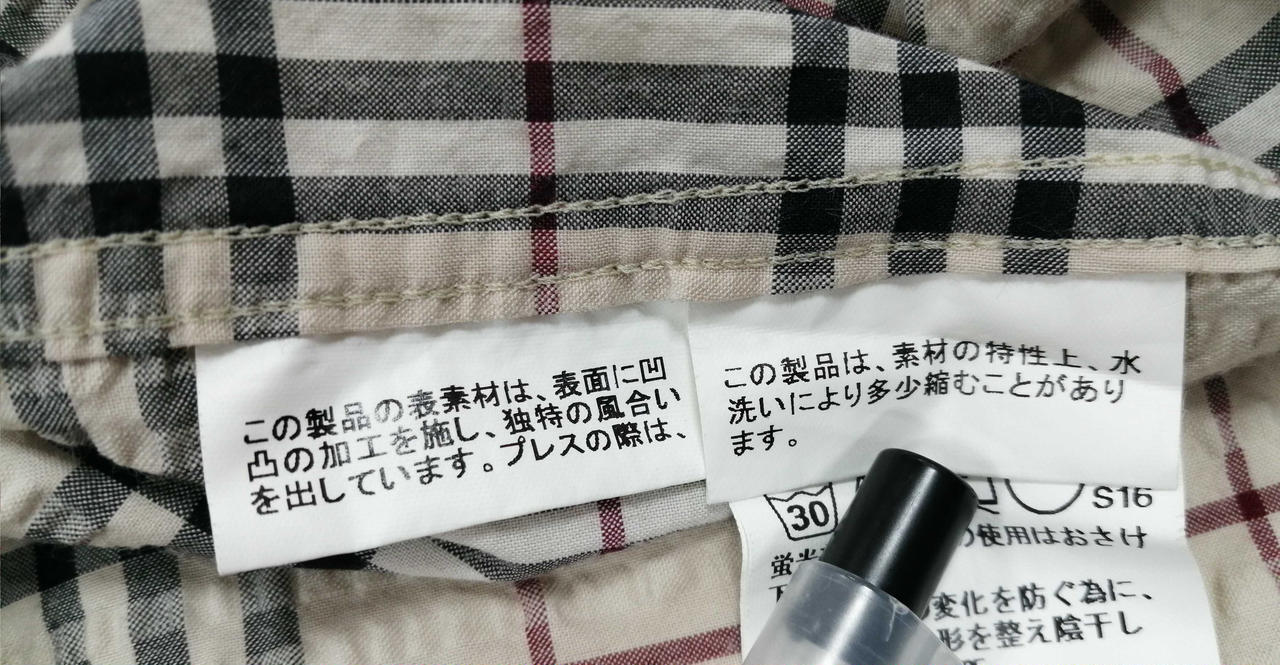 この製品の表素材は、表面に凹
凸の加工を施し、独特の風合い
を出しています。プレスの際は、
この製品は、素材の特性上、水
洗いにより多少縮むことがあり
ます。
30
S16
の使用はおさけ
蛍光
変化を防ぐ為に、
形を整え陰干し